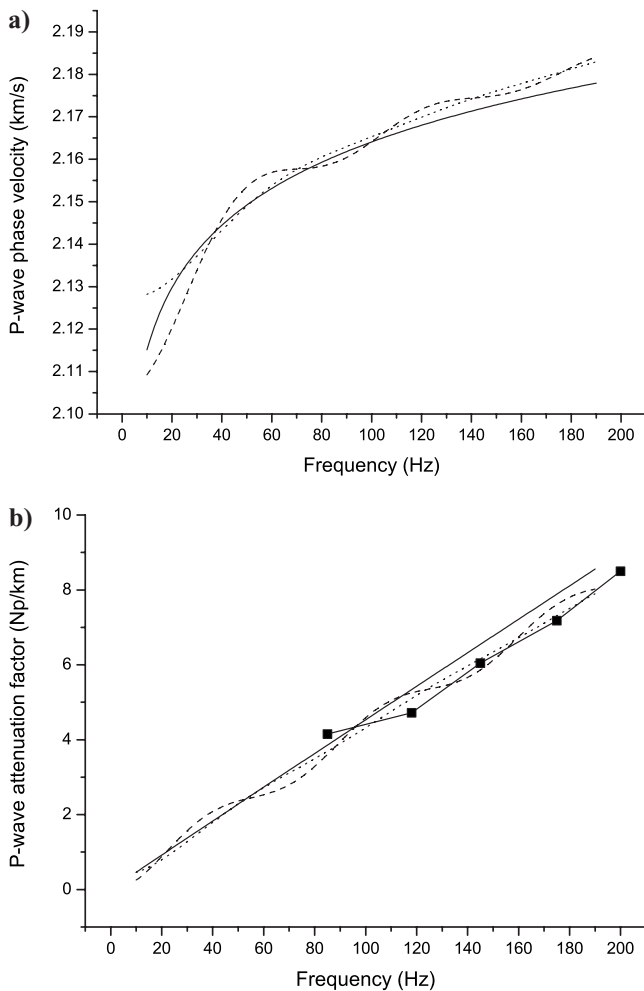 a)
P-wave phase velocity (km/s)
2.19
2.18
2.17
2.16
2.15
2.14
2.13
2.12
2.11
2.10
0 20 40 60 80 100 120 140 160 180 200
Frequency (Hz)
b)
P-wave attenuation factor (Np/km)
10
8
6
4
2
0
0 20 40 60 80 100 120 140 160 180 200
Frequency (Hz)